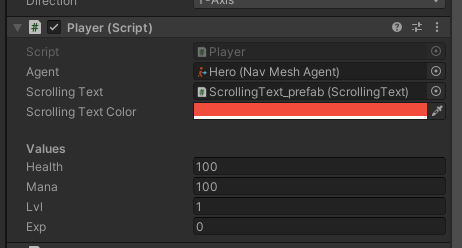 Direction Y-Axis
Player (Script)
Script Player
Agent Hero (Nav Mesh Agent)
Scrolling Text ScrollingText_prefab (ScrollingText)
Scrolling Text Color
Values
Health 100
Mana 100
Lvl 1
Exp 0